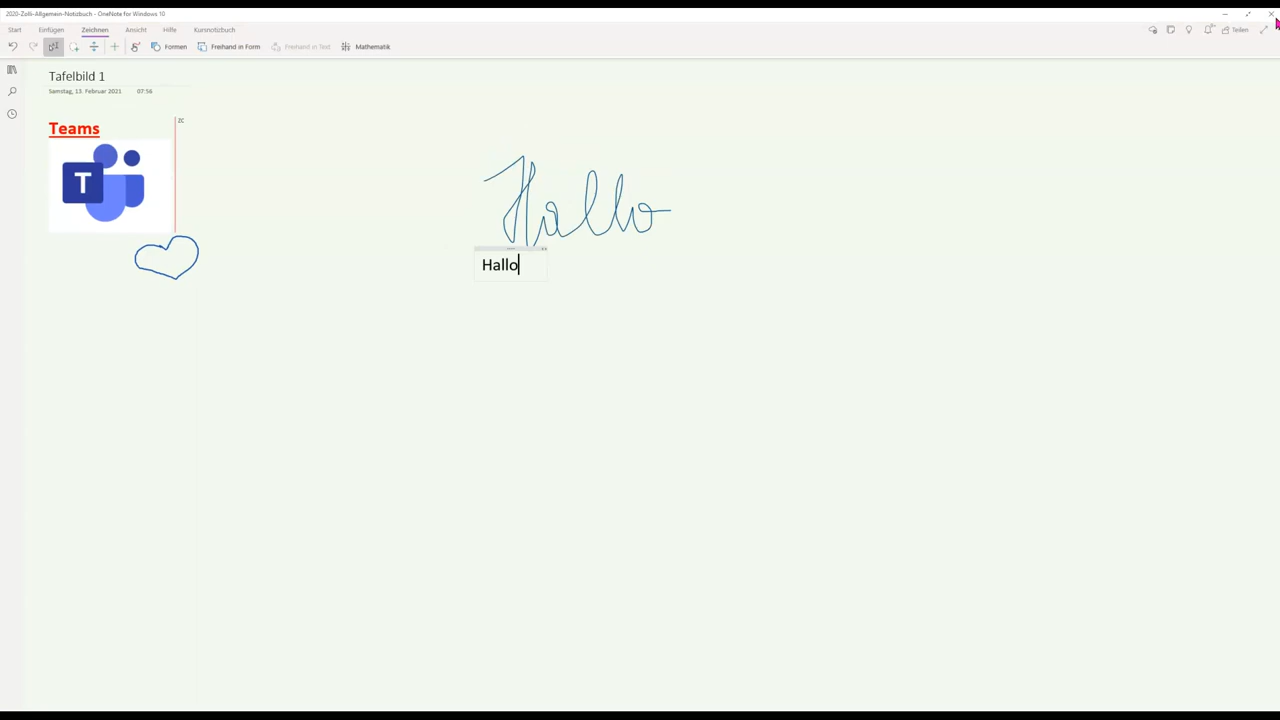 2020-Zolli-Allgemein-Notizbuch - OneNote for Windows 10
Start Einfügen Zeichnen Ansicht Hilfe Kursnotizbuch
Teilen
Formen Freihand in Form Freihand in Text Mathematik
Tafelbild 1
Samstag, 13. Februar 2021 07:56
Teams
ZC
T
Hallo
Hallo